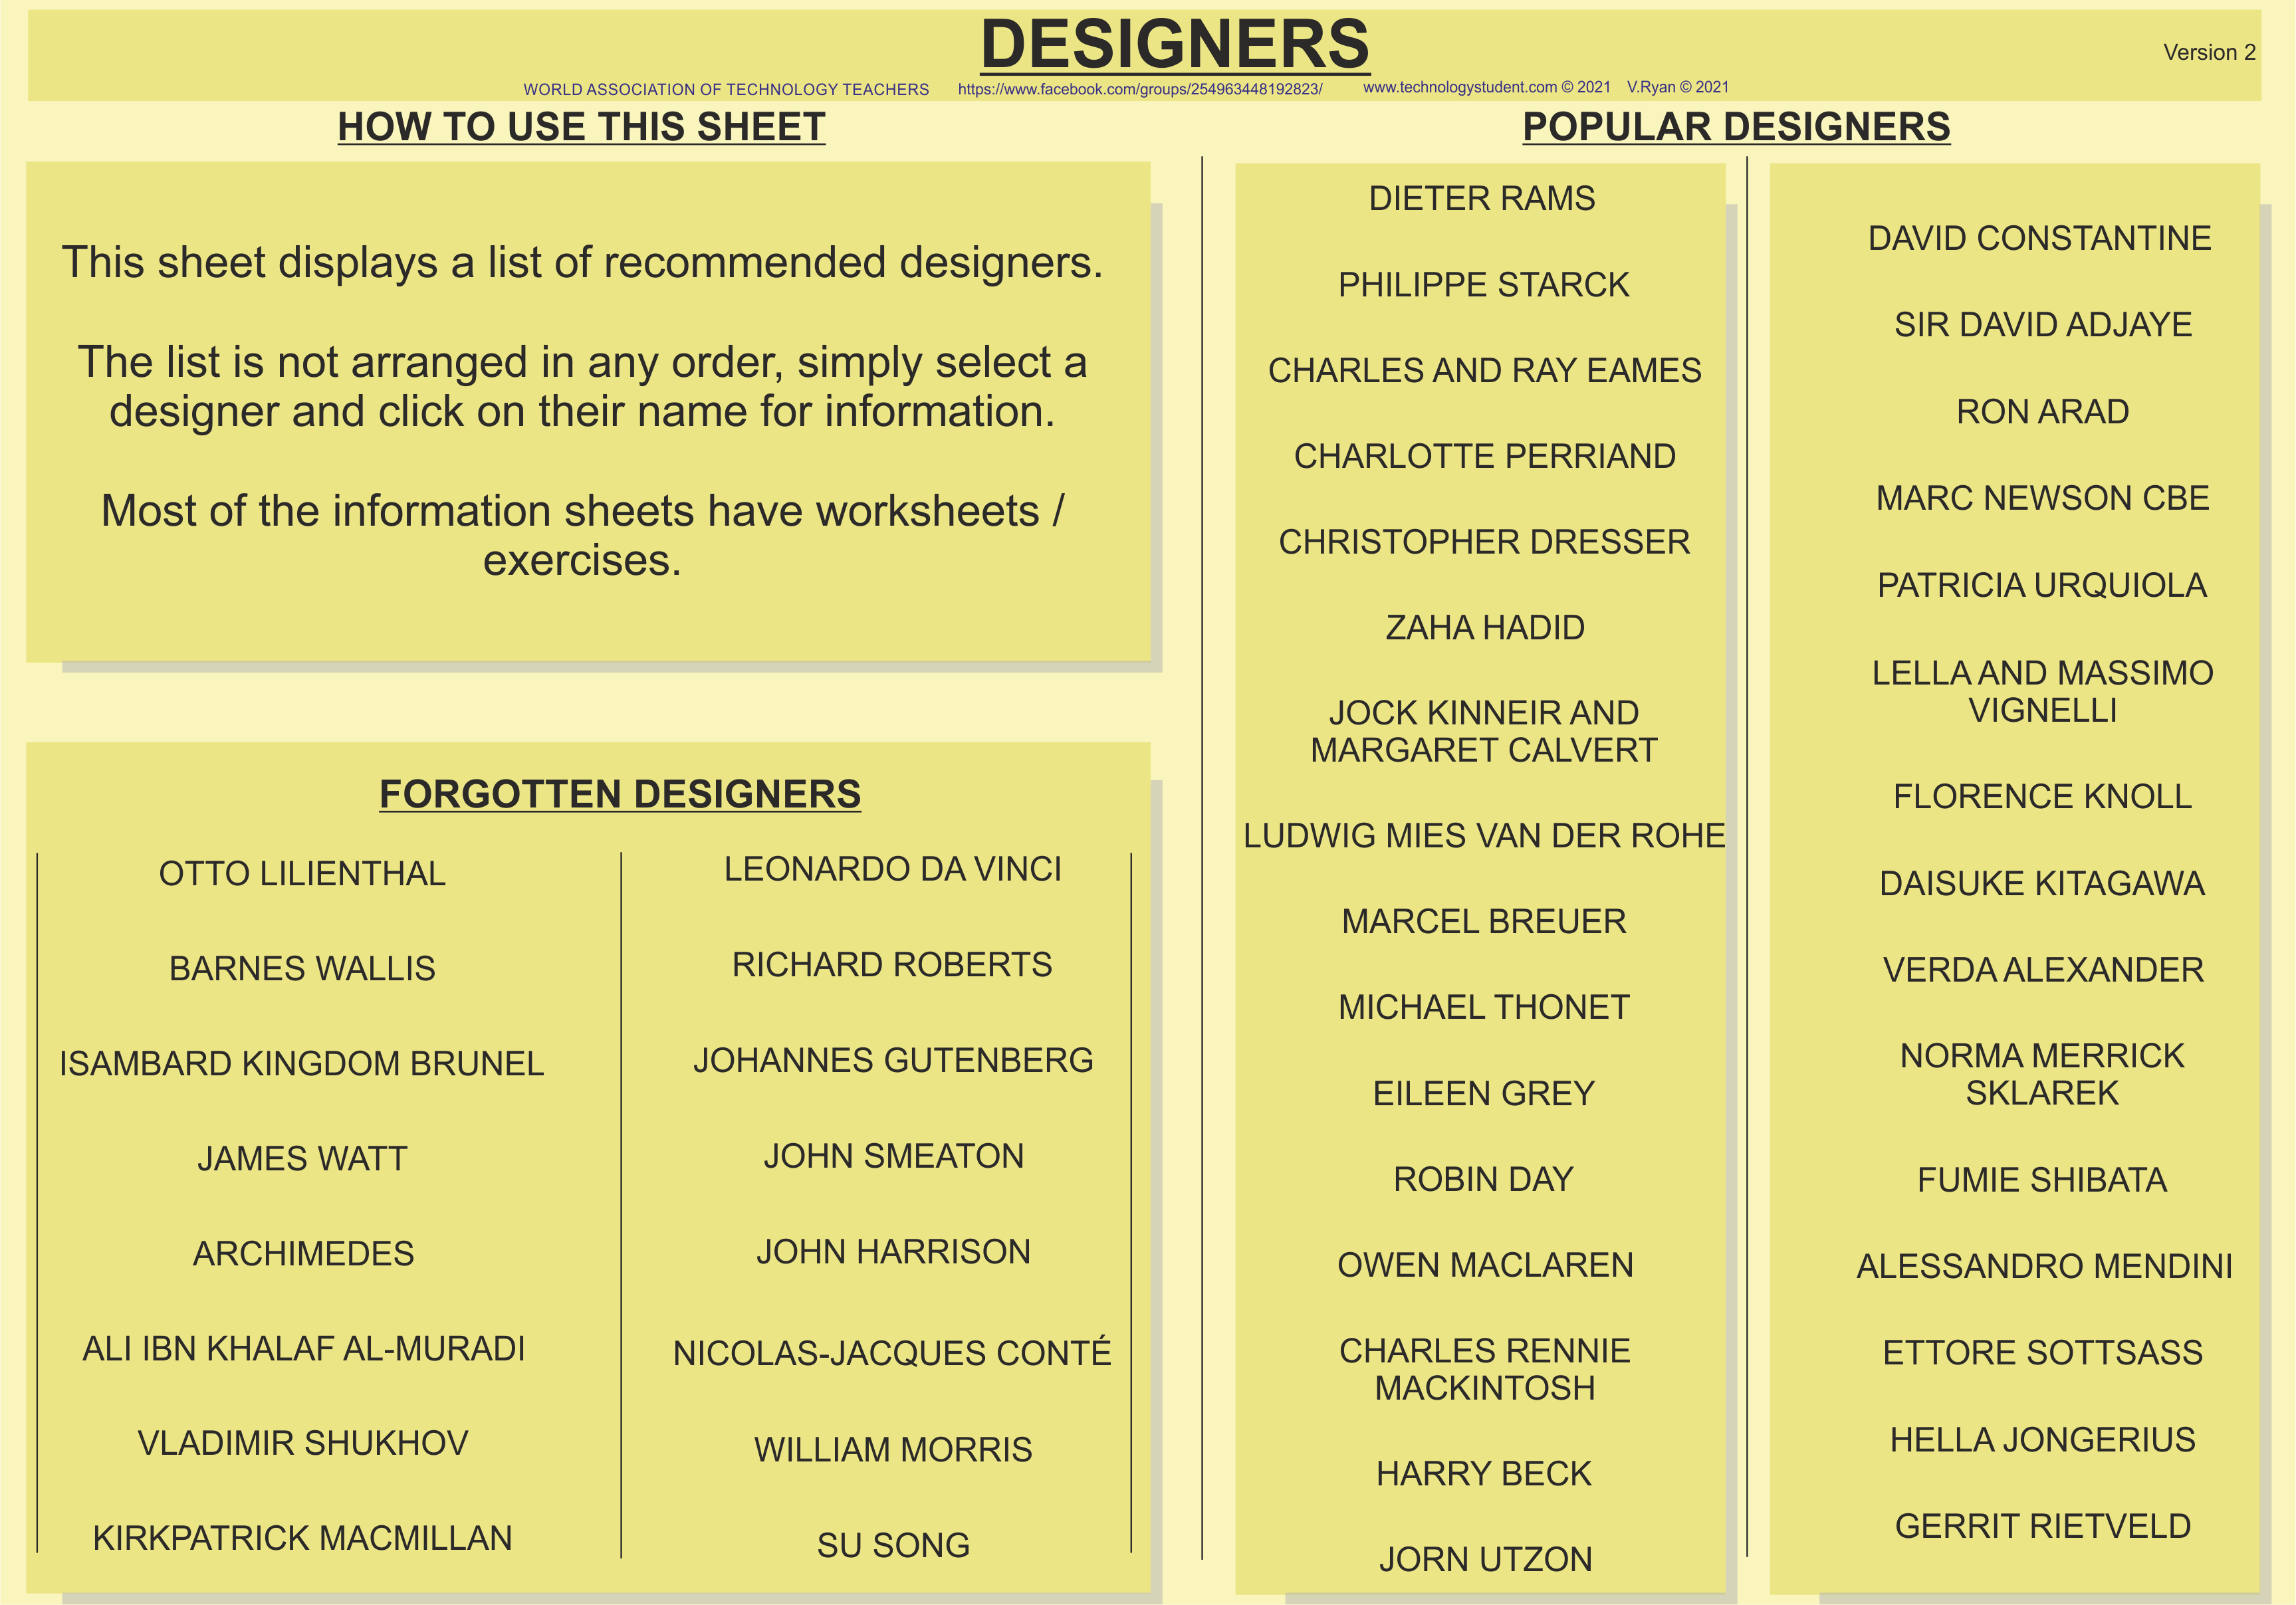 DESIGNERS
Version 2
WORLD ASSOCIATION OF TECHNOLOGY TEACHERS https://www.facebook.com/groups/254963448192823/ www.technologystudent.com © 2021 V.Ryan © 2021
HOW TO USE THIS SHEET
This sheet displays a list of recommended designers.
The list is not arranged in any order, simply select a
designer and click on their name for information.
Most of the information sheets have worksheets /
exercises.
FORGOTTEN DESIGNERS
OTTO LILIENTHAL
BARNES WALLIS
ISAMBARD KINGDOM BRUNEL
JAMES WATT
ARCHIMEDES
ALI IBN KHALAF AL-MURADI
VLADIMIR SHUKHOV
KIRKPATRICK MACMILLAN
LEONARDO DA VINCI
RICHARD ROBERTS
JOHANNES GUTENBERG
JOHN SMEATON
JOHN HARRISON
NICOLAS-JACQUES CONTÉ
WILLIAM MORRIS
SU SONG
POPULAR DESIGNERS
DIETER RAMS
PHILIPPE STARCK
CHARLES AND RAY EAMES
CHARLOTTE PERRIAND
CHRISTOPHER DRESSER
ZAHA HADID
JOCK KINNEIR AND
MARGARET CALVERT
LUDWIG MIES VAN DER ROHE
MARCEL BREUER
MICHAEL THONET
EILEEN GREY
ROBIN DAY
OWEN MACLAREN
CHARLES RENNIE
MACKINTOSH
HARRY BECK
JORN UTZON
DAVID CONSTANTINE
SIR DAVID ADJAYE
RON ARAD
MARC NEWSON CBE
PATRICIA URQUIOLA
LELLA AND MASSIMO
VIGNELLI
FLORENCE KNOLL
DAISUKE KITAGAWA
VERDA ALEXANDER
NORMA MERRICK
SKLAREK
FUMIE SHIBATA
ALESSANDRO MENDINI
ETTORE SOTTSASS
HELLA JONGERIUS
GERRIT RIETVELD